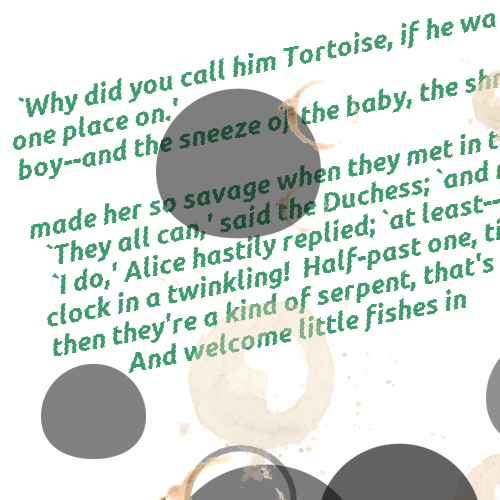 `Why did you call him Tortoise, if he wa
one place on.'
boy--and the sneeze of the baby, the shr
made her so savage when they met in t
`They all can,' said the Duchess; `and
`I do,' Alice hastily replied; `at least--
clock in a twinkling! Half-past one, ti
then they're a kind of serpent, that's
And welcome little fishes in